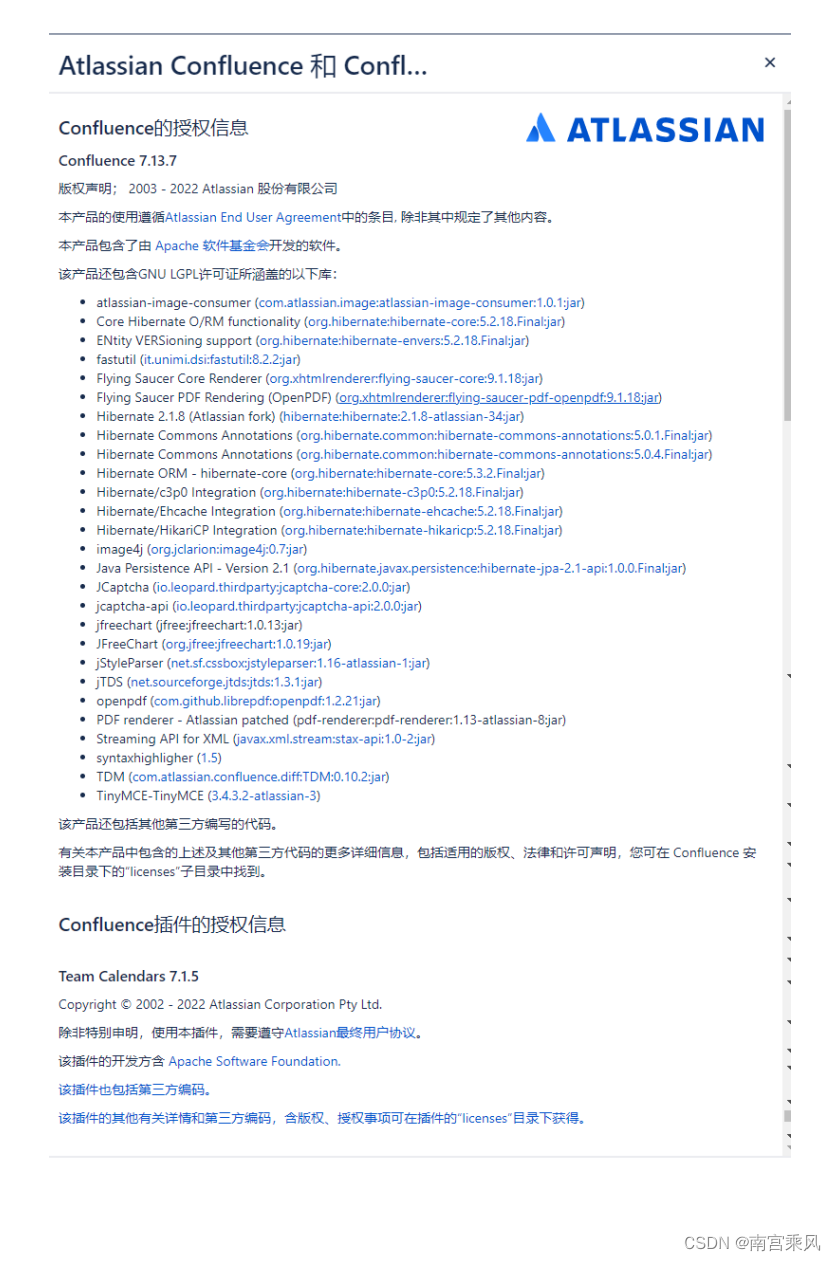 Atlassian Confluence 和 Confl...
×
Confluence的授权信息
ATLASSIAN
Confluence 7.13.7
版权声明； 2003 - 2022 Atlassian 股份有限公司
本产品的使用遵循Atlassian End User Agreement中的条目, 除非其中规定了其他内容。
本产品包含了由 Apache 软件基金会开发的软件。
该产品还包含GNU LGPL许可证所涵盖的以下库：
• atlassian-image-consumer (com.atlassian.image:atlassian-image-consumer:1.0.1:jar)
• Core Hibernate O/RM functionality (org.hibernate:hibernate-core:5.2.18.Final:jar)
• ENtity VERSioning support (org.hibernate:hibernate-envers:5.2.18.Final:jar)
• fastutil (it.unimi.dsi:fastutil:8.2.2:jar)
• Flying Saucer Core Renderer (org.xhtmlrenderer:flying-saucer-core:9.1.18:jar)
• Flying Saucer PDF Rendering (OpenPDF) (org.xhtmlrenderer:flying-saucer-pdf-openpdf:9.1.18:jar)
• Hibernate 2.1.8 (Atlassian fork) (hibernate:hibernate:2.1.8-atlassian-34:jar)
• Hibernate Commons Annotations (org.hibernate.common:hibernate-commons-annotations:5.0.1.Final:jar)
• Hibernate Commons Annotations (org.hibernate.common:hibernate-commons-annotations:5.0.4.Final:jar)
• Hibernate ORM - hibernate-core (org.hibernate:hibernate-core:5.3.2.Final:jar)
• Hibernate/c3p0 Integration (org.hibernate:hibernate-c3p0:5.2.18.Final:jar)
• Hibernate/Ehcache Integration (org.hibernate:hibernate-ehcache:5.2.18.Final:jar)
• Hibernate/HikariCP Integration (org.hibernate:hibernate-hikaricp:5.2.18.Final:jar)
• image4j (org.jclarion:image4j:0.7:jar)
• Java Persistence API - Version 2.1 (org.hibernate.javax.persistence:hibernate-jpa-2.1-api:1.0.0.Final:jar)
• JCaptcha (io.leopard.thirdparty:jcaptcha-core:2.0.0:jar)
• jcaptcha-api (io.leopard.thirdparty:jcaptcha-api:2.0.0:jar)
• jfreechart (jfree:jfreechart:1.0.13:jar)
• JFreeChart (org.jfree:jfreechart:1.0.19:jar)
• jStyleParser (net.sf.cssbox:jstyleparser:1.16-atlassian-1:jar)
• jTDS (net.sourceforge.jtds:jtds:1.3.1:jar)
• openpdf (com.github.librepdf:openpdf:1.2.21:jar)
• PDF renderer - Atlassian patched (pdf-renderer:pdf-renderer:1.13-atlassian-8:jar)
• Streaming API for XML (javax.xml.stream:stax-api:1.0-2:jar)
• syntaxhighligher (1.5)
• TDM (com.atlassian.confluence.diff:TDM:0.10.2:jar)
• TinyMCE-TinyMCE (3.4.3.2-atlassian-3)
该产品还包括其他第三方编写的代码。
有关本产品中包含的上述及其他第三方代码的更多详细信息，包括适用的版权、法律和许可声明，您可在 Confluence 安
装目录下的“licenses”子目录中找到。
Confluence插件的授权信息
Team Calendars 7.1.5
Copyright © 2002 - 2022 Atlassian Corporation Pty Ltd.
除非特别申明，使用本插件，需要遵守Atlassian最终用户协议。
该插件的开发方含 Apache Software Foundation.
该插件也包括第三方编码。
该插件的其他有关详情和第三方编码，含版权、授权事项可在插件的“licenses”目录下获得。
CSDN @南宫乘风